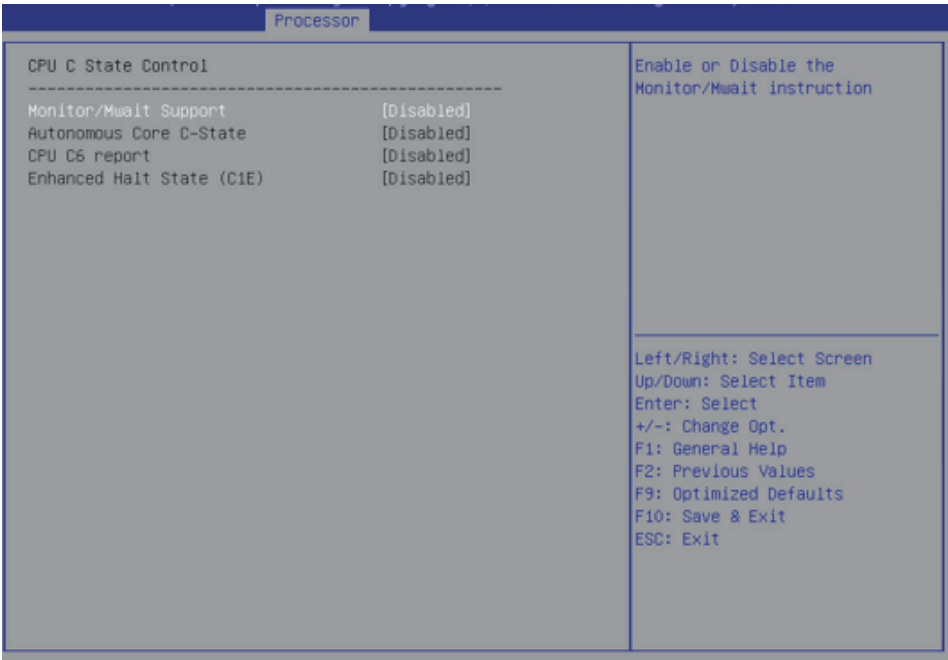 Processor
CPU C State Control
--------------------------------------------------
Monitor/Mwait Support [Disabled]
Autonomous Core C-State [Disabled]
CPU C6 report [Disabled]
Enhanced Halt State (C1E) [Disabled]
Enable or Disable the
Monitor/Mwait instruction
Left/Right: Select Screen
Up/Down: Select Item
Enter: Select
+/-: Change Opt.
F1: General Help
F2: Previous Values
F9: Optimized Defaults
F10: Save & Exit
ESC: Exit